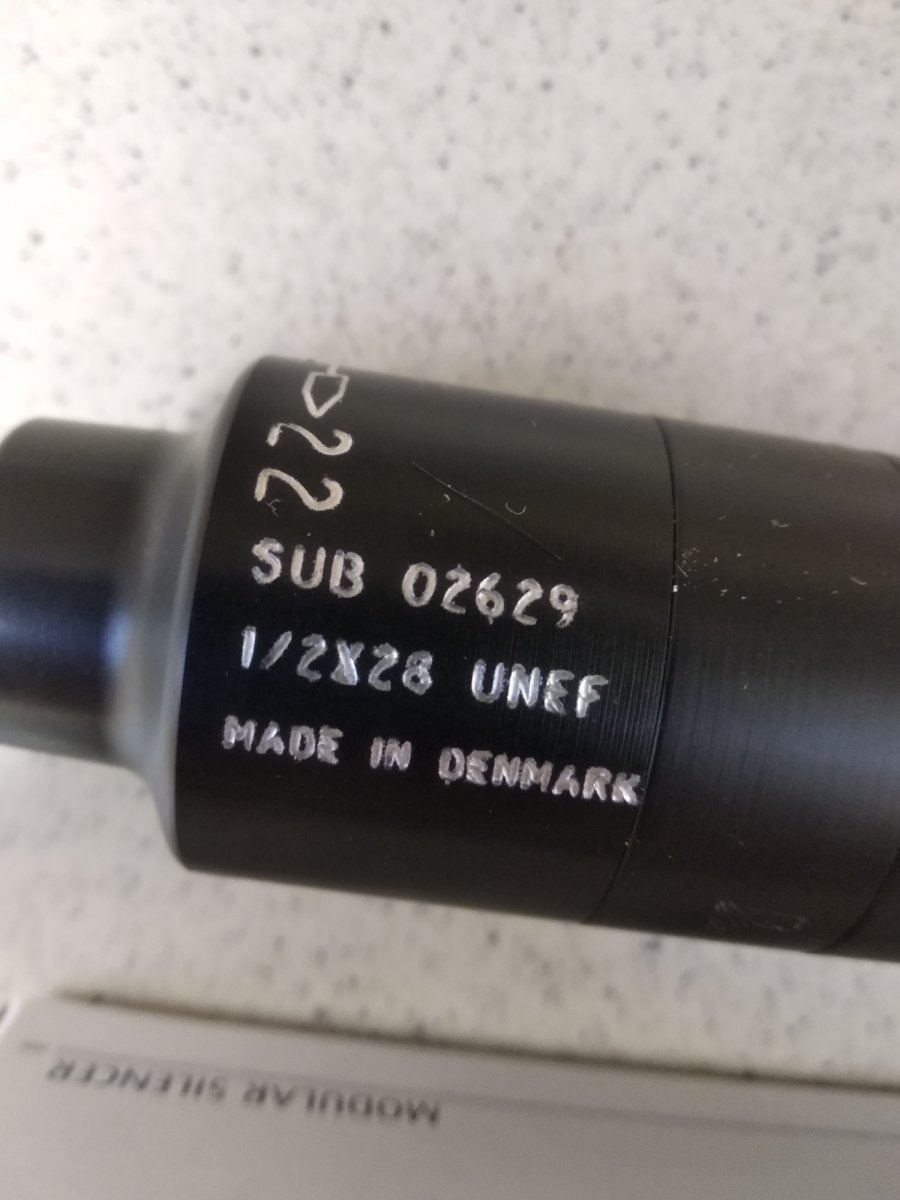 22
SUB 02629
1/2X28 UNEF
MADE IN DENMARK
MODULAR SILENCER